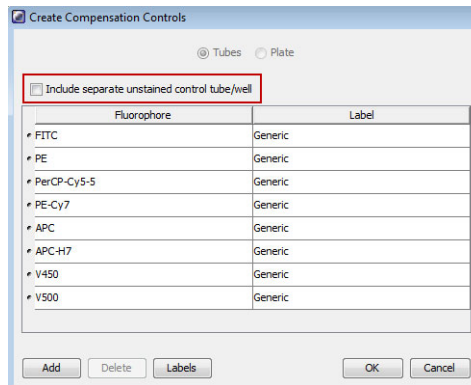 Create Compensation Controls
Tubes Plate
Include separate unstained control tube/well
Fluorophore Label
FITC Generic
PE Generic
PerCP-Cy5-5 Generic
PE-Cy7 Generic
APC Generic
APC-H7 Generic
V450 Generic
V500 Generic
Add Delete Labels OK Cancel